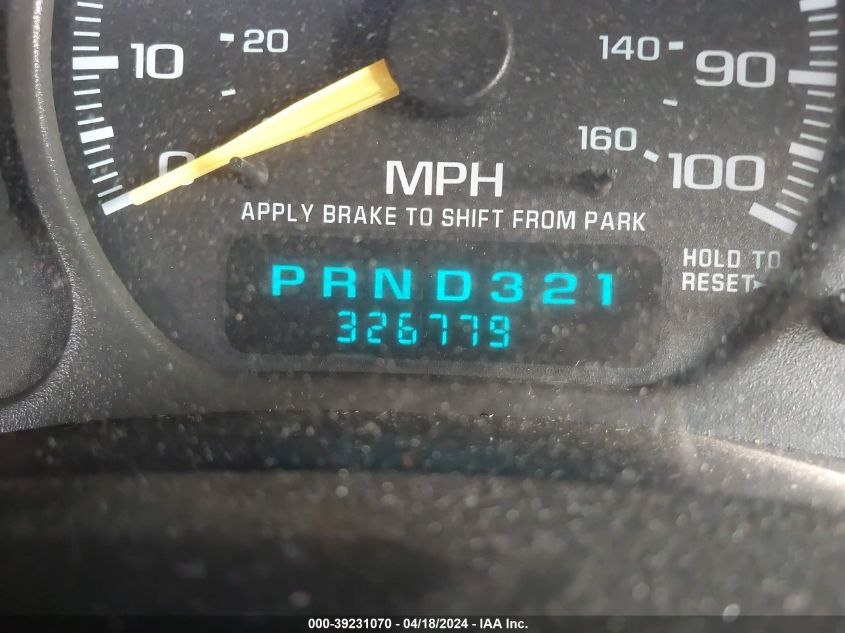 10 20 140 90
0 160 100
MPH
APPLY BRAKE TO SHIFT FROM PARK
PRND321
HOLD TO
RESET
326779
000-39231070 - 04/18/2024 - IAA Inc.